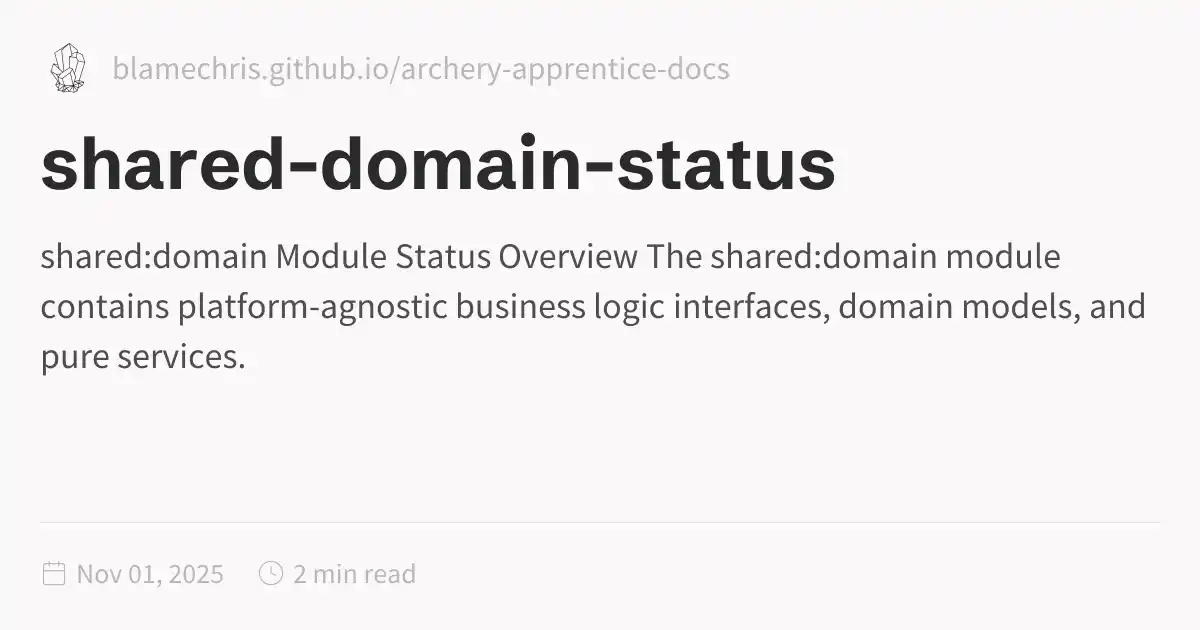 blamechris.github.io/archery-apprentice-docs
shared-domain-status
shared:domain Module Status Overview The shared:domain module
contains platform-agnostic business logic interfaces, domain models, and
pure services.
Nov 01, 2025 2 min read